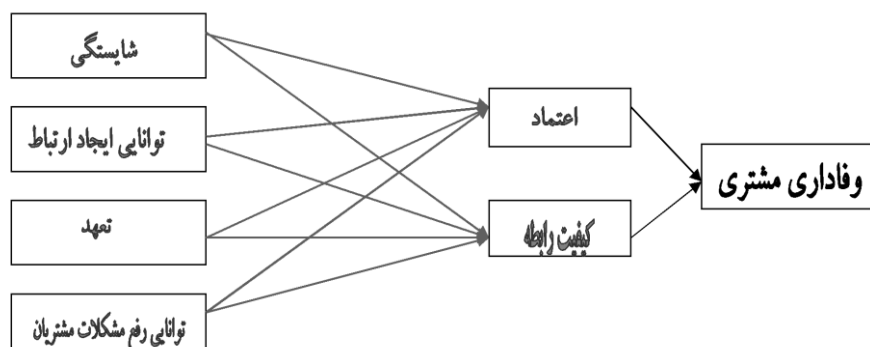 شایستگی
توانایی ایجاد ارتباط
تعهد
توانایی رفع مشکلات مشتریان
اعتماد
کیفیت رابطه
وفاداری مشتری